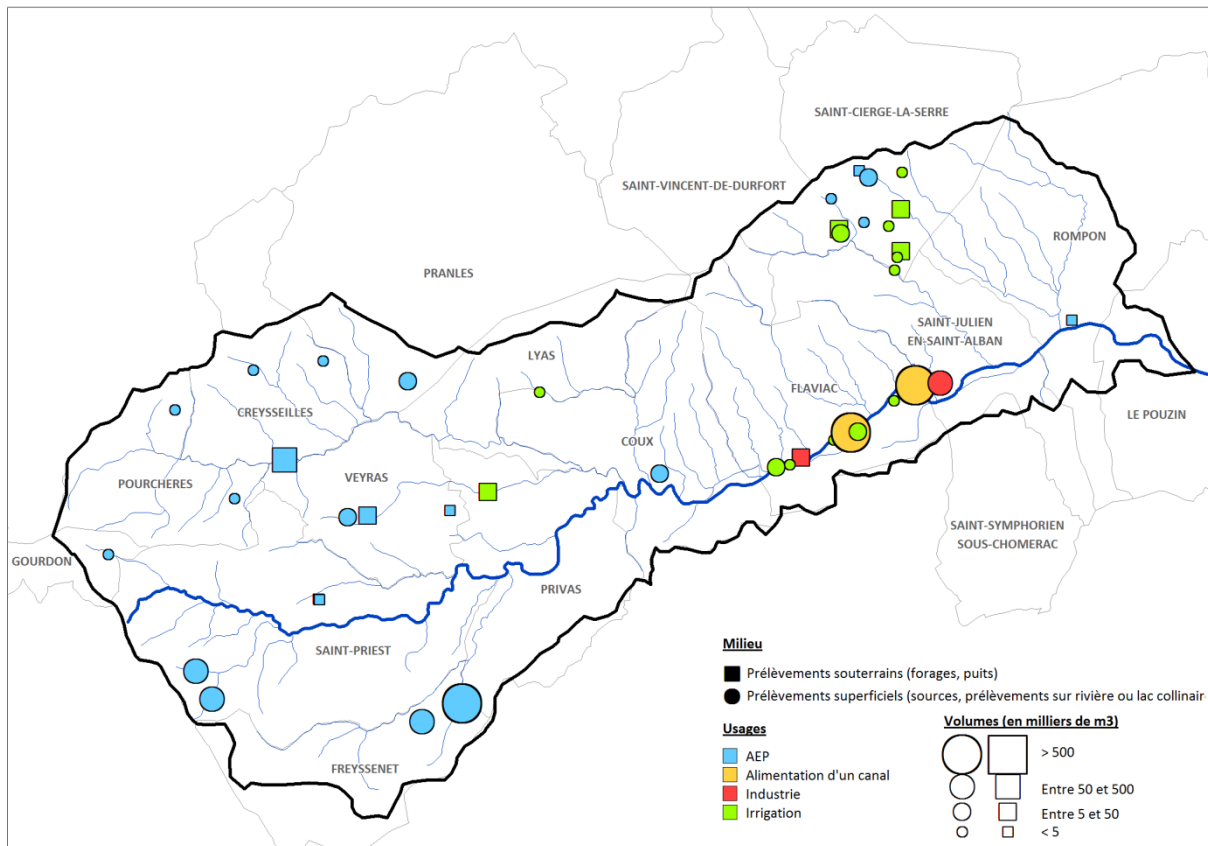 SAINT-CIERGE-LA-SERRE
SAINT-VINCENT-DE-DURFORT
ROMPON
PRANLES
SAINT-JULIEN
EN-SAINT-ALBAN
LYAS
FLAVIAC
CREYSSEILLES
LE POUZIN
COUX
POURCHERES
VEYRAS
SAINT-SYMPHORIEN
SOUS-CHOMERAC
GOURDON
PRIVAS
SAINT-PRIEST
FREYSSENET
Milieu
Prélèvements souterrains (forages, puits)
Prélèvements superficiels (sources, prélèvements sur rivière ou lac collinair
Usages
AEP
Alimentation d'un canal
Industrie
Irrigation
Volumes (en milliers de m3)
> 500
Entre 50 et 500
Entre 5 et 50
< 5